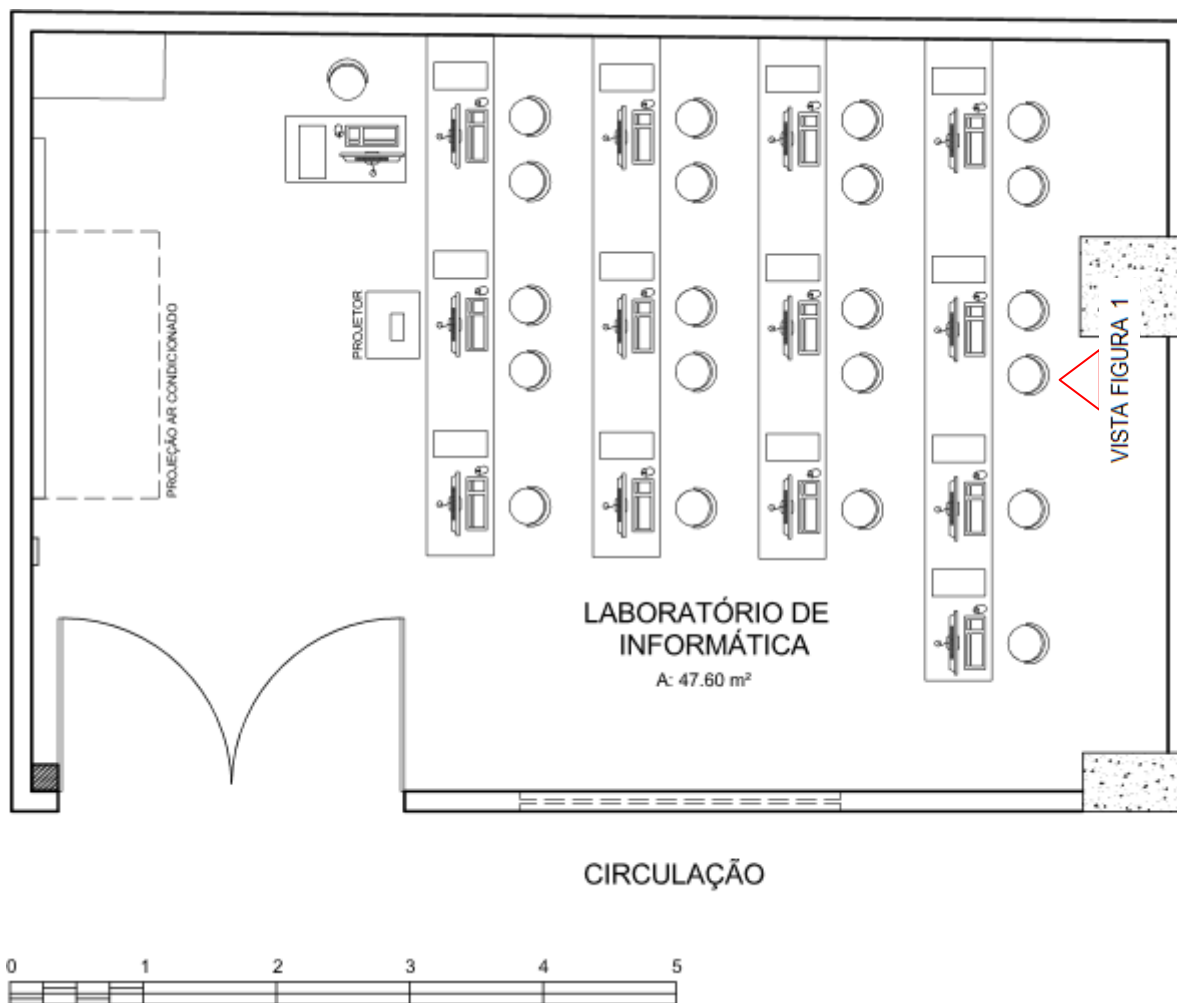 PROJETOR
PROJEÇÃO AR CONDICIONADO
VISTA FIGURA 1
LABORATÓRIO DE
INFORMÁTICA
A: 47.60 m²
CIRCULAÇÃO
0 1 2 3 4 5